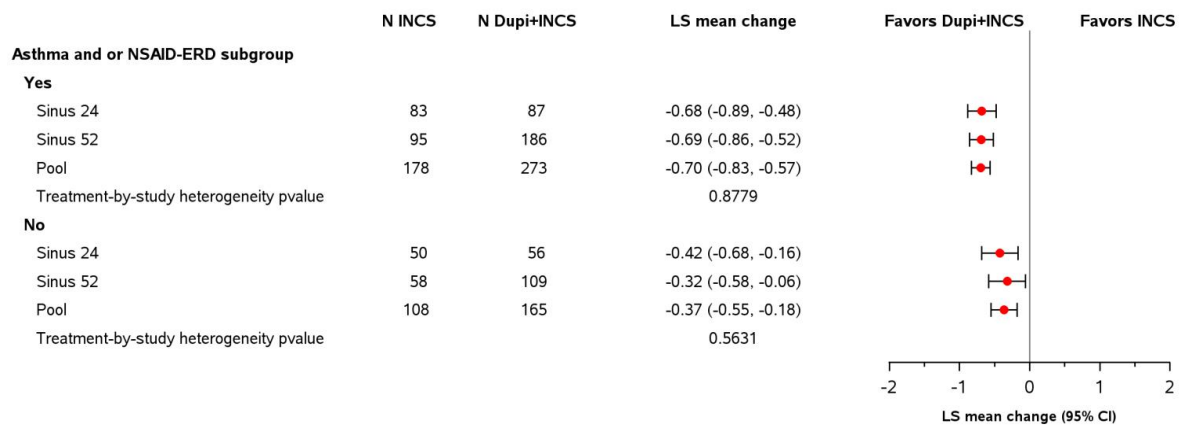 N INCS N Dupi+INCS LS mean change Favors Dupi+INCS Favors INCS
Asthma and or NSAID-ERD subgroup
Yes
Sinus 24 83 87 -0.68 (-0.89, -0.48)
Sinus 52 95 186 -0.69 (-0.86, -0.52)
Pool 178 273 -0.70 (-0.83, -0.57)
Treatment-by-study heterogeneity pvalue 0.8779
No
Sinus 24 50 56 -0.42 (-0.68, -0.16)
Sinus 52 58 109 -0.32 (-0.58, -0.06)
Pool 108 165 -0.37 (-0.55, -0.18)
Treatment-by-study heterogeneity pvalue 0.5631
-2 -1 0 1 2
LS mean change (95% CI)